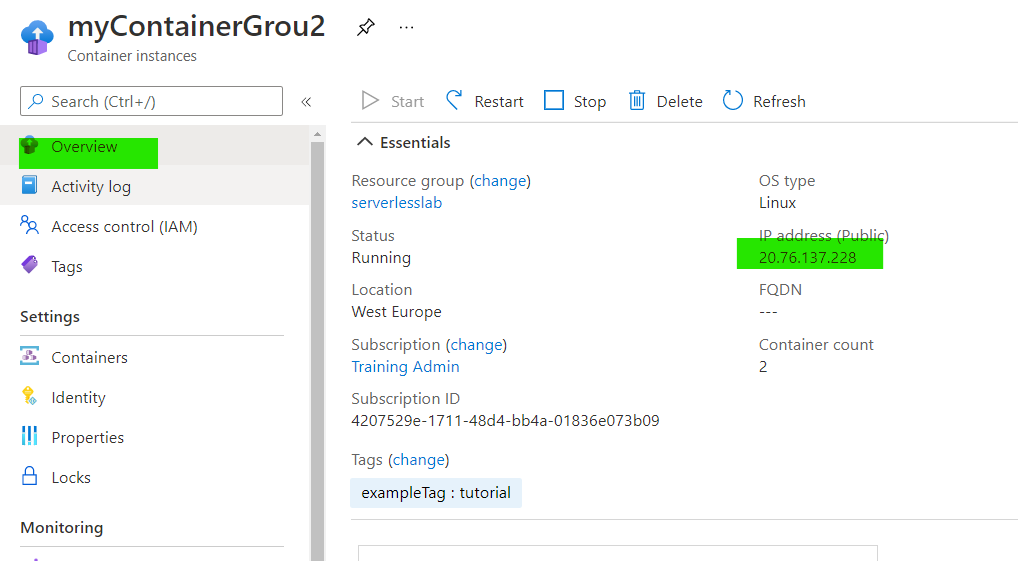 myContainerGrou2
Container instances
Search (Ctrl+/)
Overview
Activity log
Access control (IAM)
Tags
Settings
Containers
Identity
Properties
Locks
Monitoring
Start Restart Stop Delete Refresh
Essentials
Resource group (change)
serverlesslab
Status
Running
Location
West Europe
Subscription (change)
Training Admin
Subscription ID
4207529e-1711-48d4-bb4a-01836e073b09
Tags (change)
exampleTag : tutorial
OS type
Linux
IP address (Public)
20.76.137.228
FQDN
---
Container count
2